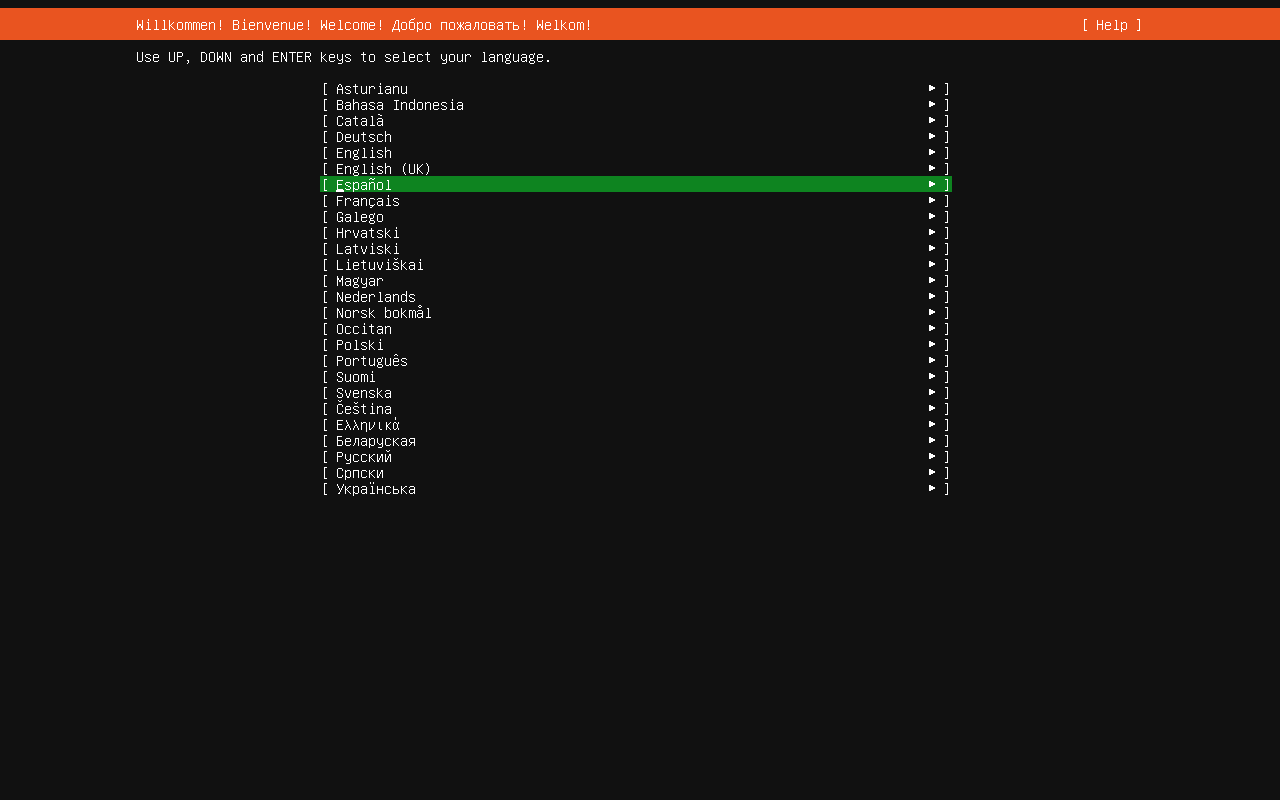 Willkommen! Bienvenue! Welcome! Добро пожаловать! Welkom! [ Help ]
Use UP, DOWN and ENTER keys to select your language.
[ Asturianu ▸ ]
[ Bahasa Indonesia ▸ ]
[ Català ▸ ]
[ Deutsch ▸ ]
[ English ▸ ]
[ English (UK) ▸ ]
[ Español ▸ ]
[ Français ▸ ]
[ Galego ▸ ]
[ Hrvatski ▸ ]
[ Latviski ▸ ]
[ Lietuviškai ▸ ]
[ Magyar ▸ ]
[ Nederlands ▸ ]
[ Norsk bokmål ▸ ]
[ Occitan ▸ ]
[ Polski ▸ ]
[ Português ▸ ]
[ Suomi ▸ ]
[ Svenska ▸ ]
[ Čeština ▸ ]
[ Ελληνικά ▸ ]
[ Беларуская ▸ ]
[ Русский ▸ ]
[ Српски ▸ ]
[ Українська ▸ ]